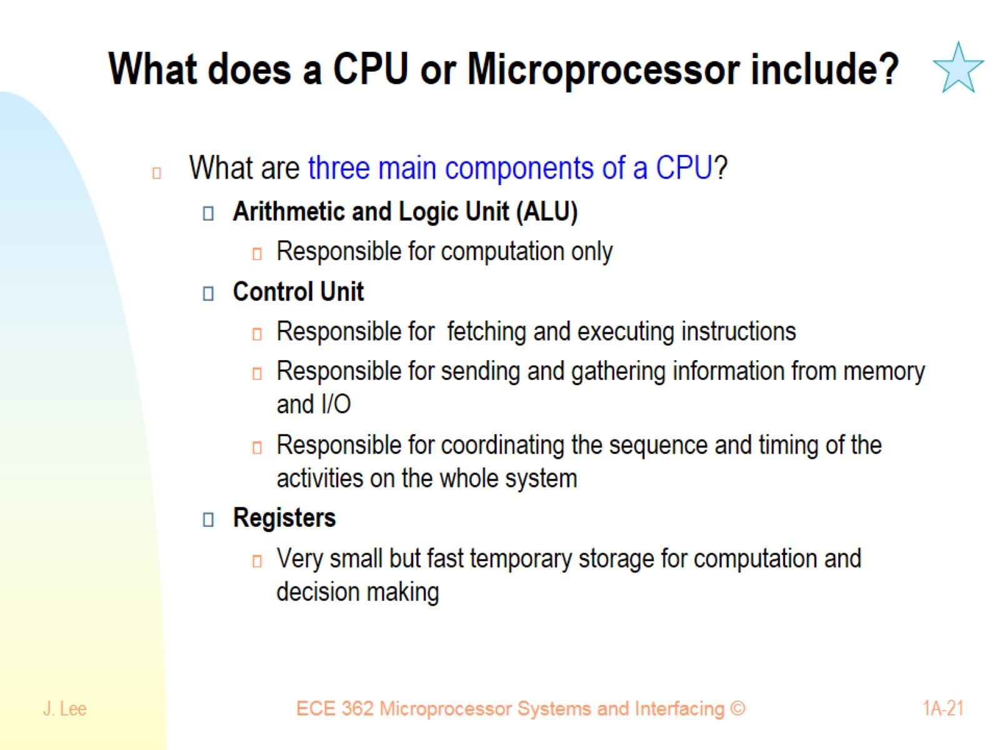 What does a CPU or Microprocessor include?
What are three main components of a CPU?
Arithmetic and Logic Unit (ALU)
Responsible for computation only
Control Unit
Responsible for  fetching and executing instructions
Responsible for sending and gathering information from memory
and I/O
Responsible for coordinating the sequence and timing of the
activities on the whole system
Registers
Very small but fast temporary storage for computation and
decision making
J. Lee
ECE 362 Microprocessor Systems and Interfacing ©
1A-21